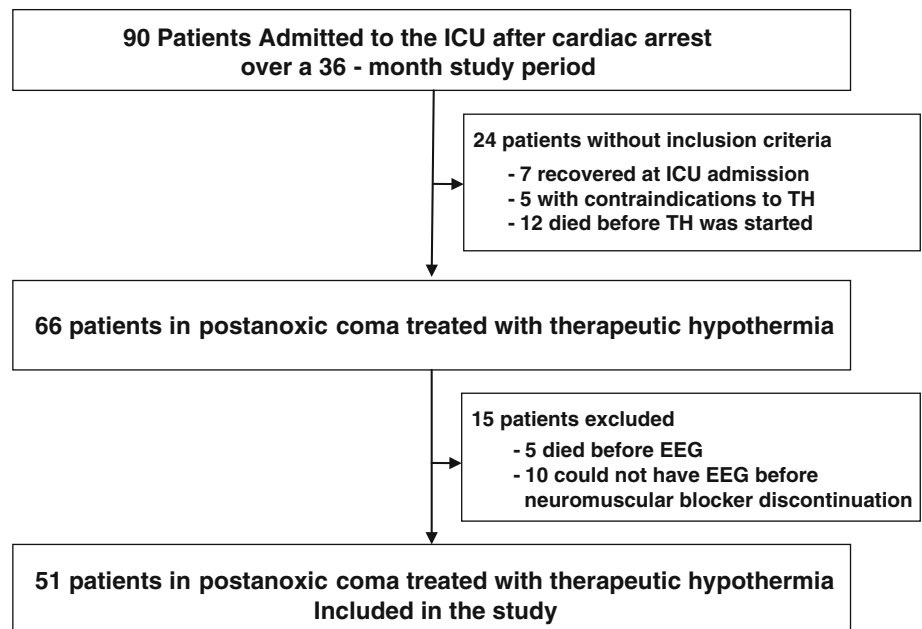 90 Patients Admitted to the ICU after cardiac arrest
over a 36 - month study period
24 patients without inclusion criteria
- 7 recovered at ICU admission
- 5 with contraindications to TH
- 12 died before TH was started
66 patients in postanoxic coma treated with therapeutic hypothermia
15 patients excluded
- 5 died before EEG
- 10 could not have EEG before
neuromuscular blocker discontinuation
51 patients in postanoxic coma treated with therapeutic hypothermia
Included in the study